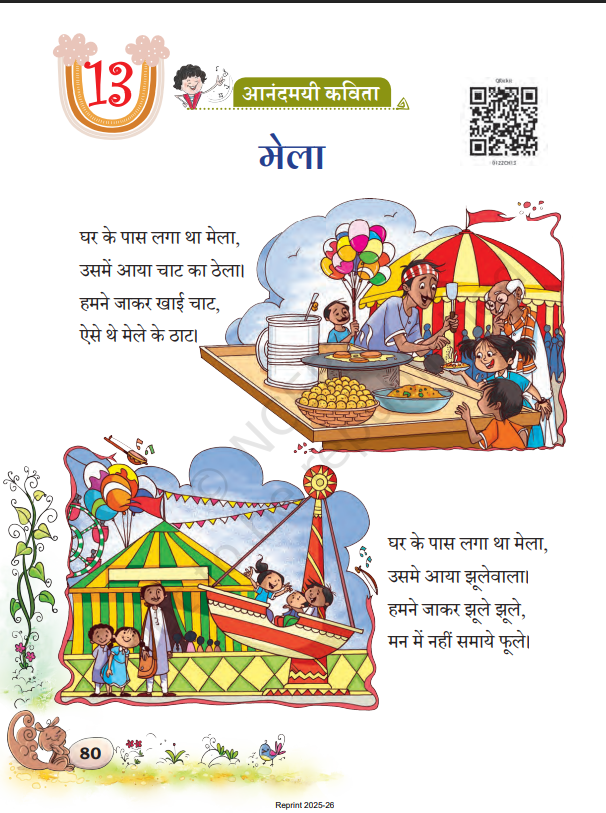 13
आनंदमयी कविता
0122CH13
मेला
घर के पास लगा था मेला,
उसमें आया चाट का ठेला।
हमने जाकर खाई चाट,
ऐसे थे मेले के ठाट।
घर के पास लगा था मेला,
उसमे आया झूलेवाला।
हमने जाकर झूले झूले,
मन में नहीं समाये फूले।
80
Reprint 2025-26